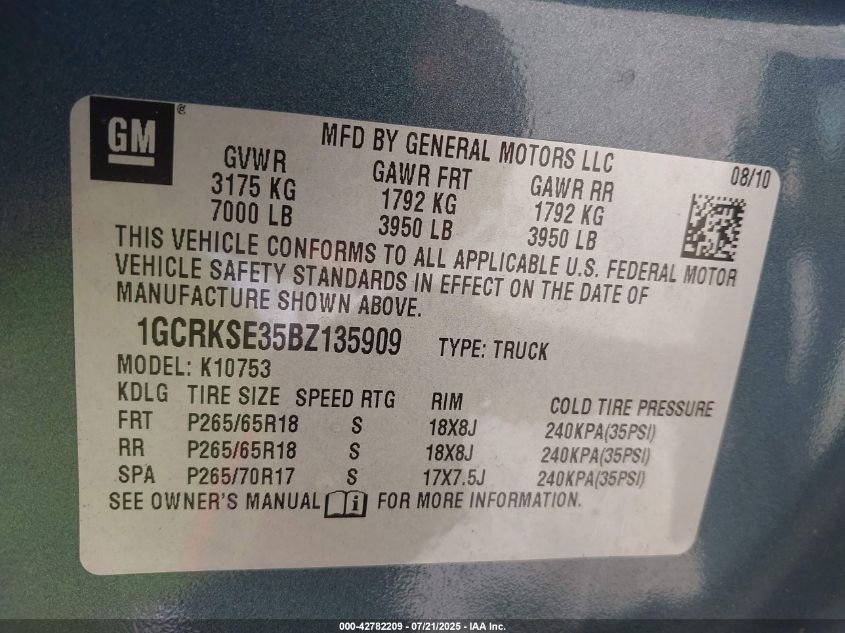 GM
MFD BY GENERAL MOTORS LLC
08/10
GVWR GAWR FRT GAWR RR
3175 KG 1792 KG 1792 KG
7000 LB 3950 LB 3950 LB
THIS VEHICLE CONFORMS TO ALL APPLICABLE U.S. FEDERAL MOTOR
VEHICLE SAFETY STANDARDS IN EFFECT ON THE DATE OF
MANUFACTURE SHOWN ABOVE.
1GCRKSE35BZ135909 TYPE: TRUCK
MODEL: K10753
KDLG TIRE SIZE SPEED RTG RIM COLD TIRE PRESSURE
FRT P265/65R18 S 18X8J 240KPA(35PSI)
RR P265/65R18 S 18X8J 240KPA(35PSI)
SPA P265/70R17 S 17X7.5J 240KPA(35PSI)
SEE OWNER'S MANUAL i FOR MORE INFORMATION.
000-42782209 - 07/21/2025 - IAA Inc.